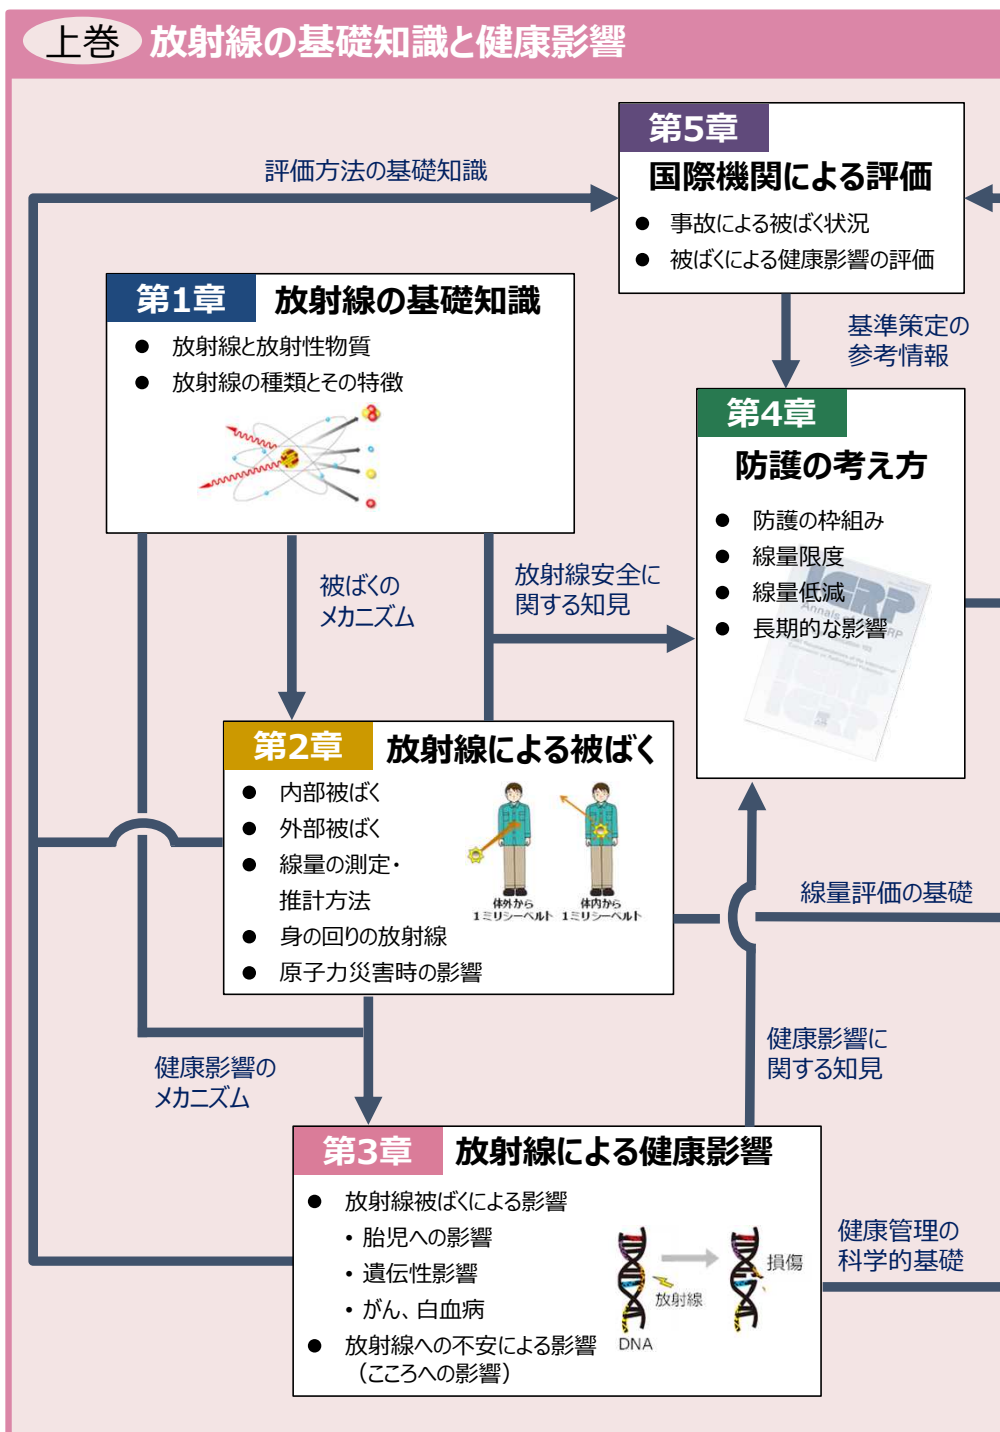 上巻 放射線の基礎知識と健康影響
第5章
国際機関による評価
● 事故による被ばく状況
● 被ばくによる健康影響の評価
評価方法の基礎知識
第1章 放射線の基礎知識
● 放射線と放射性物質
● 放射線の種類とその特徴
基準策定の
参考情報
第4章
防護の考え方
● 防護の枠組み
● 線量限度
● 線量低減
● 長期的な影響
ICRP
被ばくの
メカニズム
放射線安全に
関する知見
第2章 放射線による被ばく
● 内部被ばく
● 外部被ばく
● 線量の測定・
推計方法
● 身の回りの放射線
● 原子力災害時の影響
体外から
1ミリシーベルト
体内から
1ミリシーベルト
線量評価の基礎
健康影響の
メカニズム
健康影響に
関する知見
第3章 放射線による健康影響
● 放射線被ばくによる影響
・胎児への影響
・遺伝性影響
・がん、白血病
● 放射線への不安による影響
（こころへの影響）
放射線
損傷
DNA
健康管理の
科学的基礎